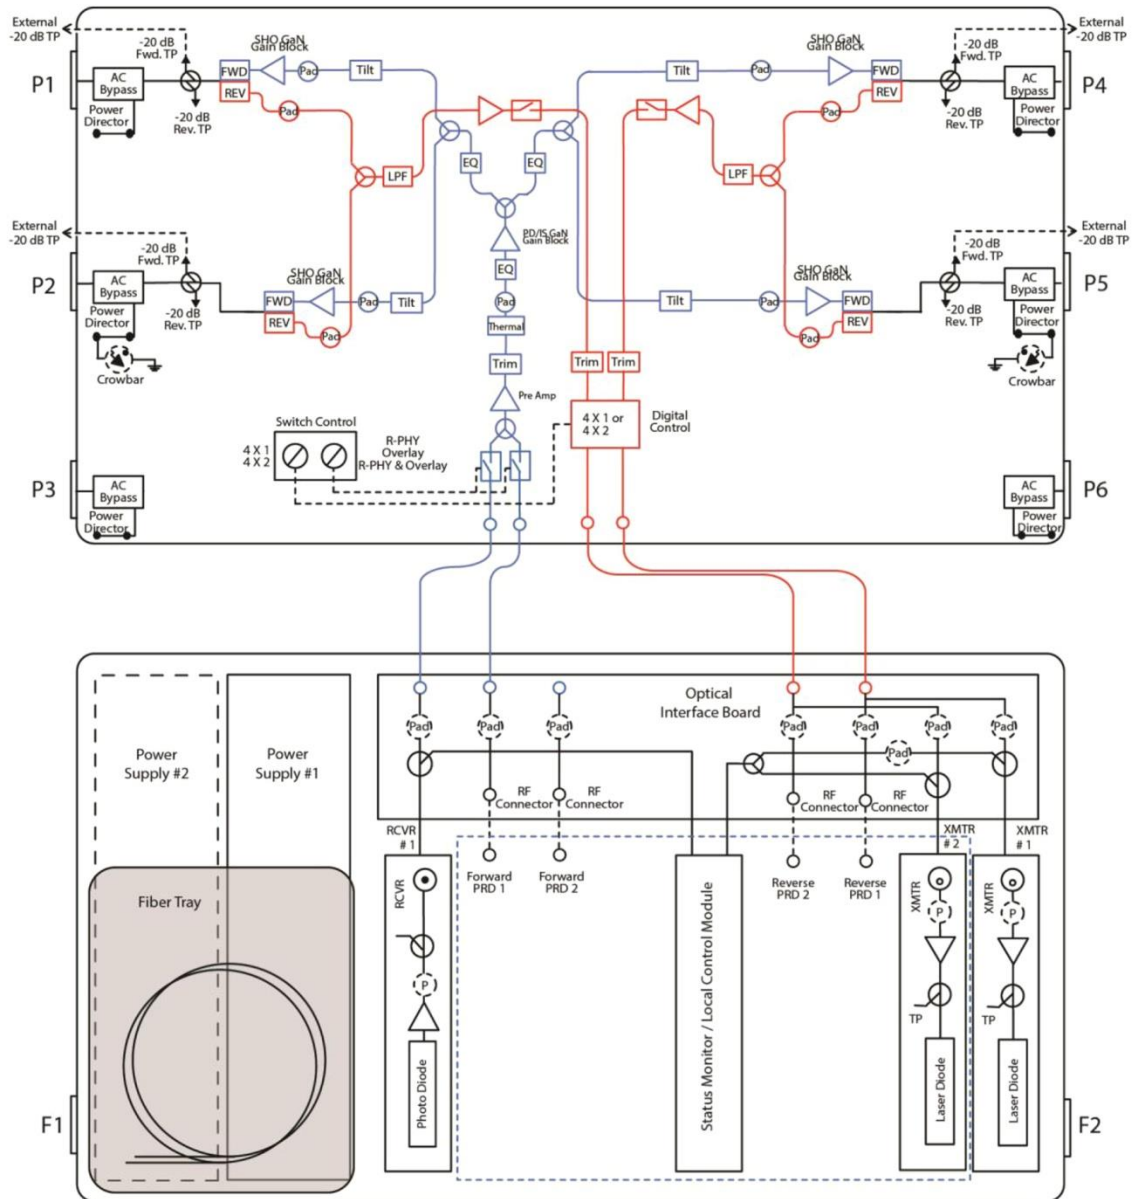 External
-20 dB TP
-20 dB
Fwd. TP
SHO GaN
Gain Block
SHO GaN
Gain Block
-20 dB
Fwd. TP
External
-20 dB TP
P1
AC
Bypass
FWD
REV
Pad
Tilt
Tilt
Pad
FWD
REV
AC
Bypass
P4
Power
Director
-20 dB
Rev. TP
Pad
Pad
-20 dB
Rev. TP
Power
Director
EQ
EQ
LPF
LPF
External
-20 dB TP
-20 dB
Fwd. TP
PD/IS GaN
Gain Block
-20 dB
Fwd. TP
External
-20 dB TP
P2
AC
Bypass
SHO GaN
Gain Block
EQ
SHO GaN
Gain Block
AC
Bypass
P5
FWD
REV
Pad
Tilt
Pad
Tilt
Pad
FWD
REV
Power
Director
-20 dB
Rev. TP
Pad
Thermal
Pad
-20 dB
Rev. TP
Power
Director
Crowbar
Trim
Trim
Trim
Crowbar
Pre Amp
Switch Control
4 X 1
4 X 2
R-PHY
Overlay
R-PHY & Overlay
4 X 1 or
4 X 2
Digital
Control
P3
AC
Bypass
Power
Director
AC
Bypass
Power
Director
P6
Optical
Interface Board
Pad
Pad
Pad
Pad
Pad
Pad
Pad
Pad
Power
Supply #2
Power
Supply #1
RF
Connector
RF
Connector
RF
Connector
RF
Connector
RCVR
# 1
XMTR
# 2
XMTR
# 1
Forward
PRD 1
Forward
PRD 2
Reverse
PRD 2
Reverse
PRD 1
Fiber Tray
RCVR
P
Photo Diode
Status Monitor / Local Control Module
XMTR
P
TP
Laser Diode
XMTR
P
TP
Laser Diode
F1
F2